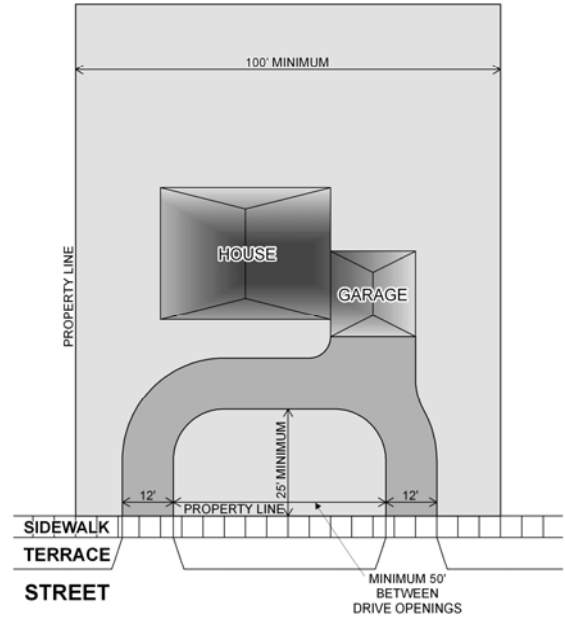 100' MINIMUM
HOUSE
GARAGE
PROPERTY LINE
25' MINIMUM
12'
12'
PROPERTY LINE
SIDEWALK
TERRACE
STREET
MINIMUM 50'
BETWEEN
DRIVE OPENINGS